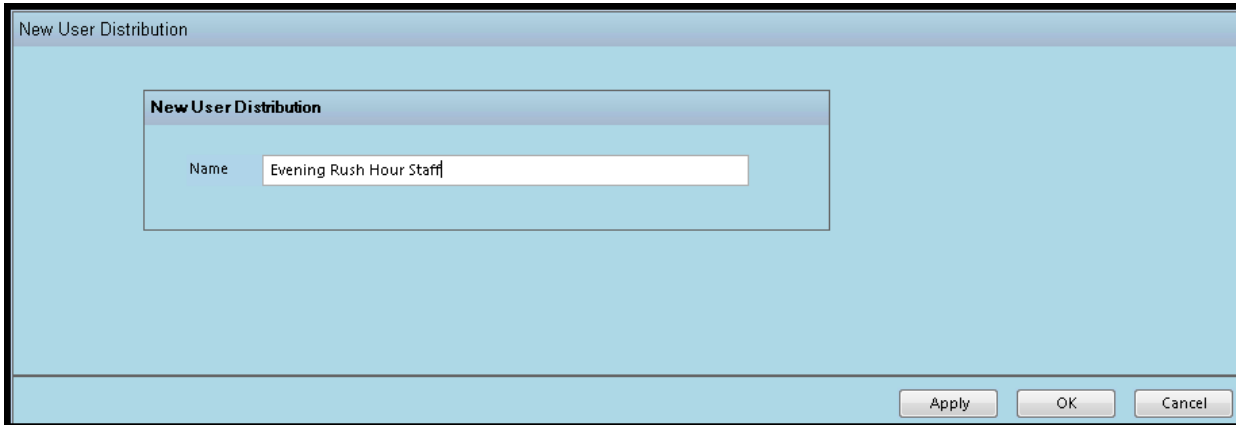 New User Distribution
New User Distribution
Name Evening Rush Hour Staff
Apply OK Cancel